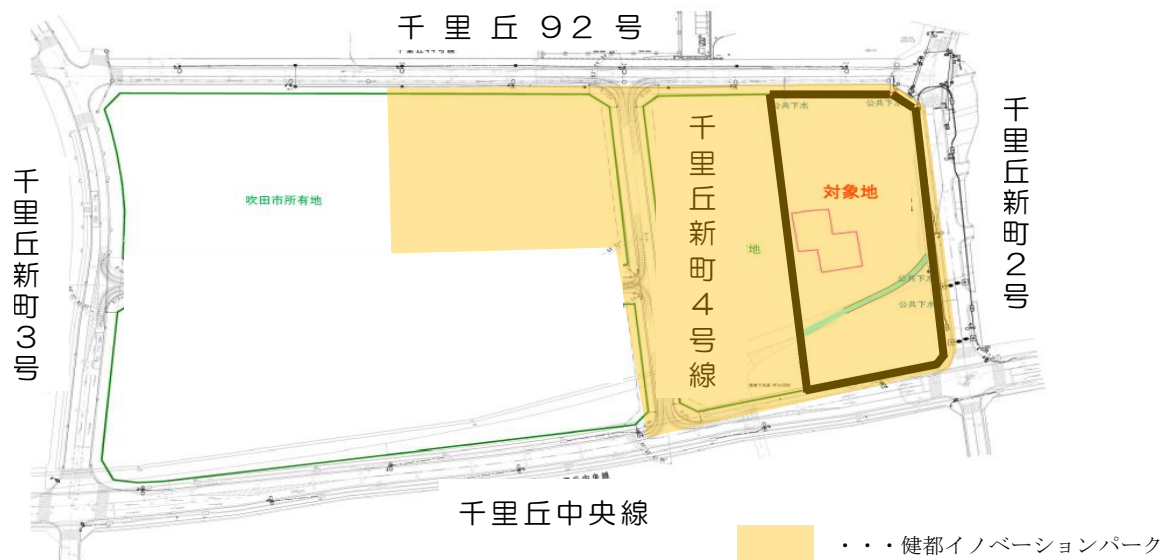 千里丘92号
千里丘新町3号
吹田市所有地
千里丘新町4号線
地
公共下水
公共下水
対象地
公共下水
公共下水
千里丘新町2号
千里丘中央線
・・・健都イノベーションパーク